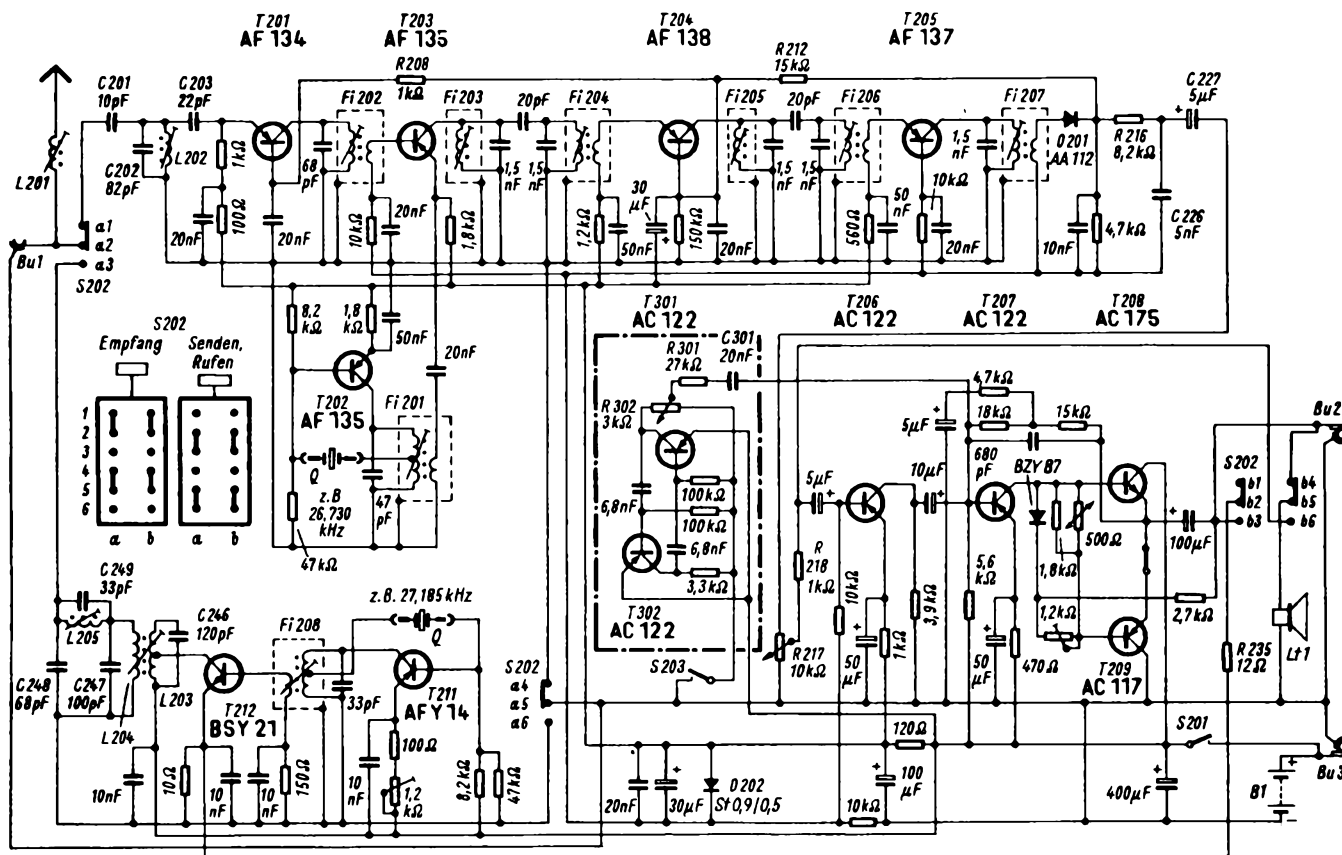 T201
AF 134
T203
AF 135
T204
AF 138
T205
AF 137
C201
10pF
C203
22pF
R208
1kΩ
R212
15kΩ
C227
5µF
+
Fi202
Fi203
20pF
Fi204
Fi205
20pF
Fi206
Fi207
L201
C202
82pF
L202
1kΩ
100Ω
20nF
20nF
68
pF
10kΩ
20nF
1,8kΩ
1,5
nF
1,5
nF
1,2kΩ
50nF
30
µF
+
150kΩ
20nF
1,5
nF
1,5
nF
560Ω
50
nF
10kΩ
20nF
1,5
nF
D201
AA 112
R 216
8,2kΩ
10nF
4,7kΩ
C226
5nF
a1
a2
a3
Bu1
S202
S202
Empfang
Senden,
Rufen
1
2
3
4
5
6
a
b
a
b
8,2
kΩ
1,8
kΩ
50nF
20nF
T202
AF 135
Fi201
Q
z.B
26,730
kHz
47
pF
47kΩ
T301
AC 122
R 301
27kΩ
C301
20nF
R 302
3kΩ
6,8nF
100kΩ
100kΩ
6,8nF
3,3kΩ
T302
AC 122
S203
T206
AC 122
T207
AC 122
T208
AC 175
4,7kΩ
18kΩ
15kΩ
5µF
+
680
pF
BZY 87
5µF
+
10µF
+
500Ω
1,8kΩ
R
218
1kΩ
10kΩ
R 217
10kΩ
50
µF
+
1kΩ
3,9kΩ
5,6
kΩ
50
µF
+
470Ω
1,2kΩ
T209
AC 117
100µF
+
2,7kΩ
S202
b1
b2
b3
b4
b5
b6
Bu2
R 235
12Ω
Lt1
S201
Bu3
C249
33pF
L205
C248
68pF
C247
100pF
L204
C246
120pF
L203
T212
BSY 21
Fi208
33pF
z.B. 27,185 kHz
Q
T211
AFY 14
S202
a4
a5
a6
10nF
10Ω
10
nF
10
nF
150Ω
10
nF
100Ω
1,2
kΩ
8,2kΩ
47kΩ
20nF
30µF
+
D202
St 0,9/0,5
120Ω
100
µF
+
10kΩ
400µF
+
B1
+
−